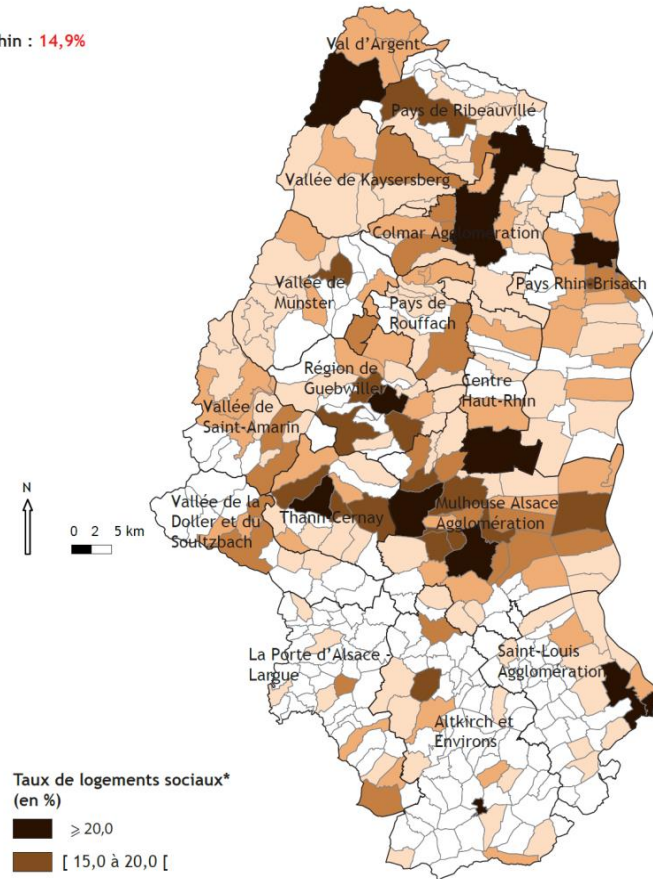 hin : 14,9%
Val d'Argent
Pays de Ribeauvillé
Vallée de Kaysersberg
Colmar Agglomération
Vallée de
Munster
Pays Rhin-Brisach
Pays de
Rouffach
Région de
Guebwiller
Centre
Haut-Rhin
Vallée de
Saint-Amarin
N
0 2 5 km
Vallée de la
Doller et du
Soultzbach
Thann-Cernay
Mulhouse Alsace
Agglomération
La Porte d'Alsace -
Largue
Saint-Louis
Agglomération
Altkirch et
Environs
Taux de logements sociaux*
(en %)
⩾ 20,0
[ 15,0 à 20,0 [